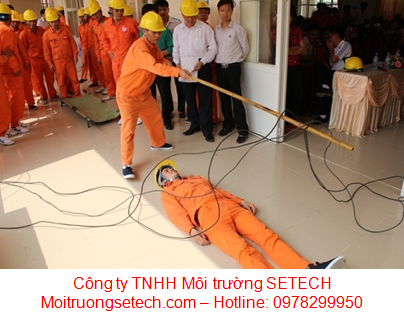 Công ty TNHH Môi trường SETECH
Moitruongsetech.com – Hotline: 0978299950